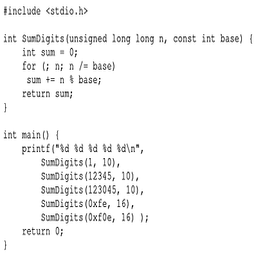 #include <stdio.h>
int SumDigits(unsigned long long n, const int base) {
int sum = 0;
for (; n; n /= base)
sum += n % base;
return sum;
}
int main() {
printf("%d %d %d %d %d\n",
SumDigits(1, 10),
SumDigits(12345, 10),
SumDigits(123045, 10),
SumDigits(0xfe, 16),
SumDigits(0xf0e, 16) );
return 0;
}